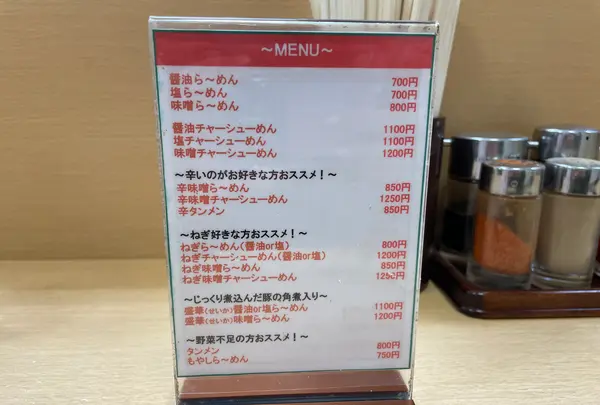 ～MENU～
醤油ら～めん 700円
塩ら～めん 700円
味噌ら～めん 800円
醤油チャーシューめん 1100円
塩チャーシューめん 1100円
味噌チャーシューめん 1200円
～辛いのがお好きな方おススメ！～
辛味噌ら～めん 850円
辛味噌チャーシューめん 1250円
辛タンメン 850円
～ねぎ好きな方おススメ！～
ねぎら～めん（醤油or塩） 800円
ねぎチャーシューめん（醤油or塩） 1200円
ねぎ味噌ら～めん 850円
ねぎ味噌チャーシューめん 1250円
～じっくり煮込んだ豚の角煮入り～
盛華（せいか）醤油or塩ら～めん 1100円
盛華（せいか）味噌ら～めん 1200円
～野菜不足の方おススメ！～
タンメン 800円
もやしら～めん 750円